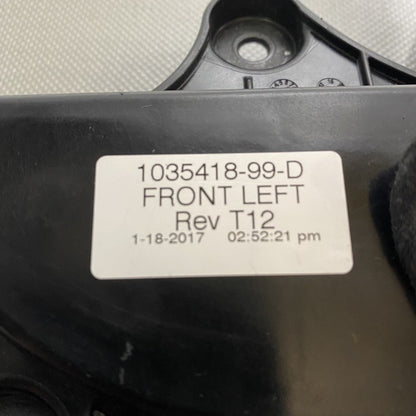 1035418-99-D
FRONT LEFT
Rev T12
1-18-2017 02:52:21 pm